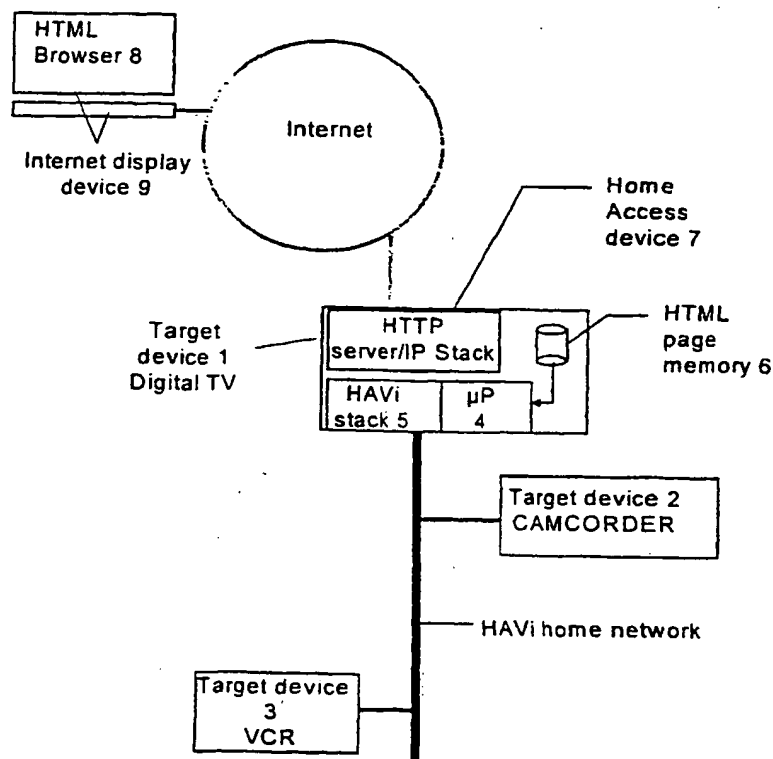 HTML
Browser 8
Internet
Internet display
device 9
Home
Access
device 7
Target
device 1
Digital TV
HTTP
server/IP Stack
HTML
page
memory 6
HAVi
stack 5
µP
4
Target device 2
CAMCORDER
HAVi home network
Target device
3
VCR